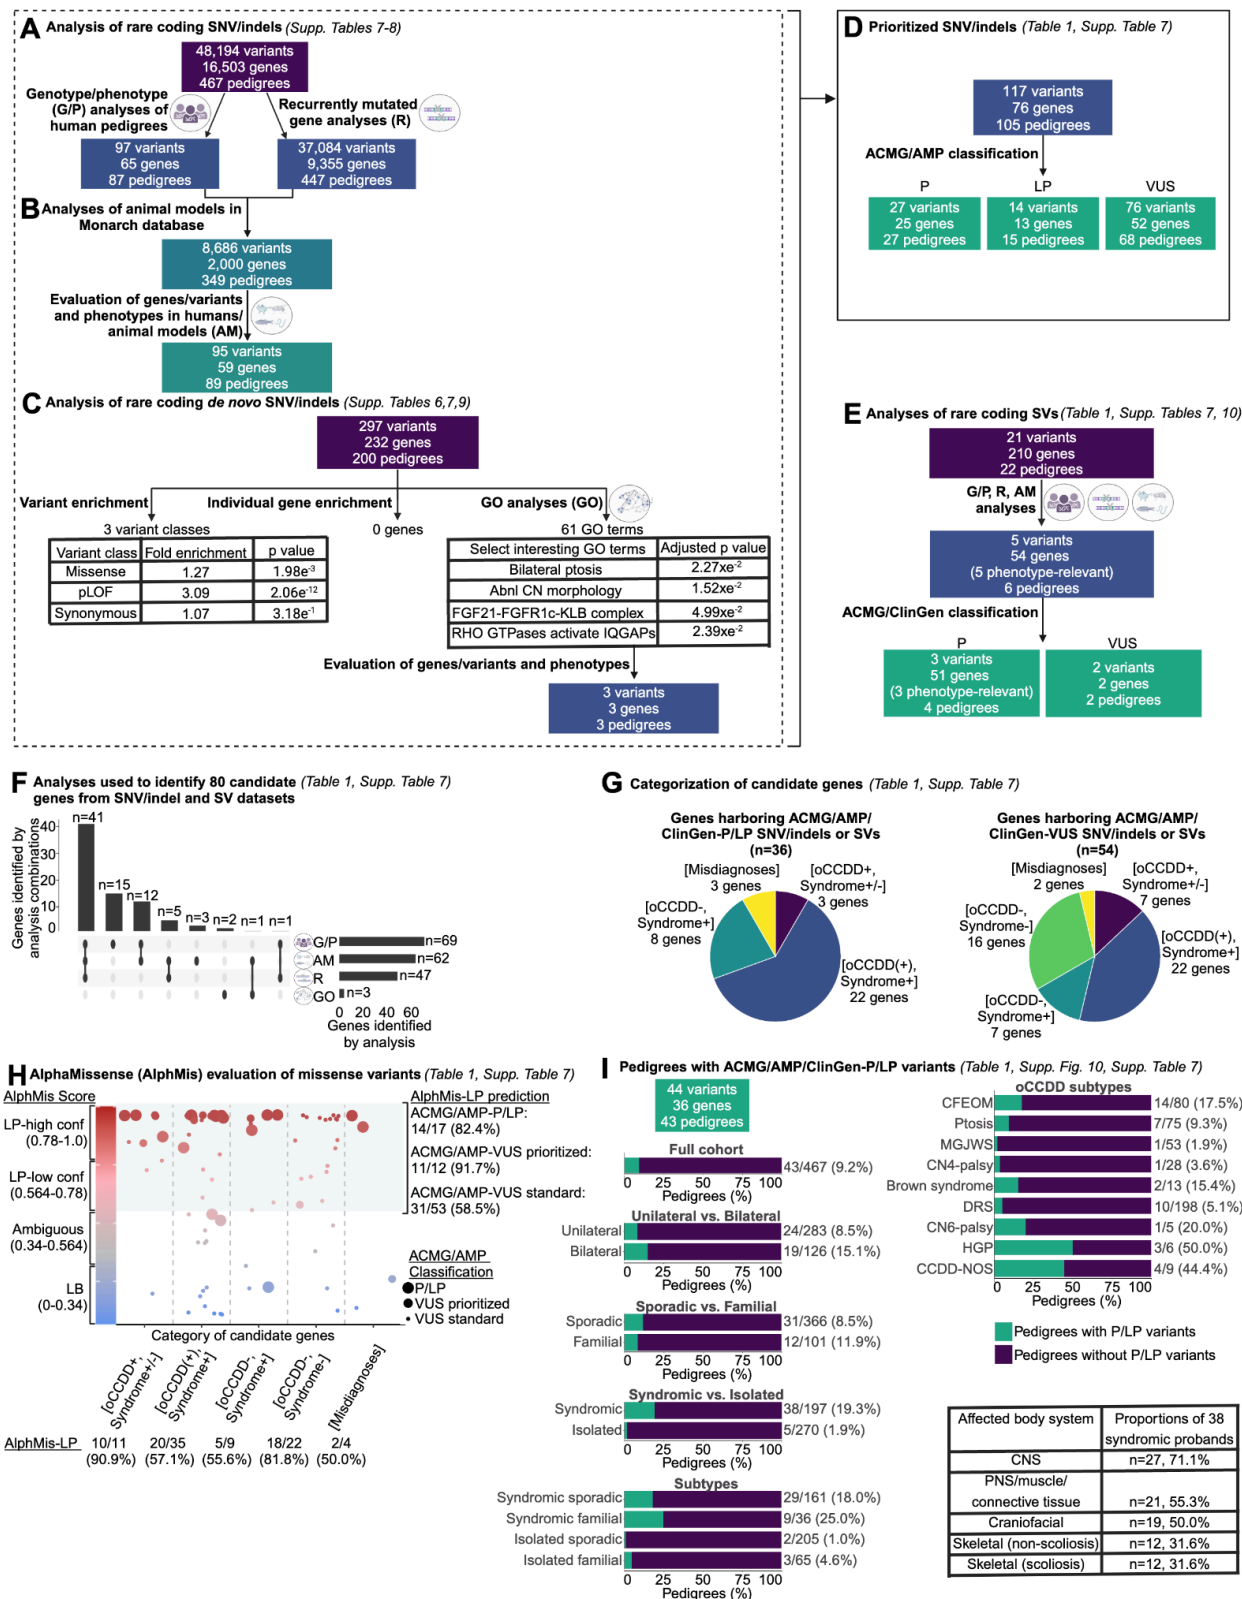 A Analysis of rare coding SNV/indels (Supp. Tables 7-8)
48,194 variants
16,503 genes
467 pedigrees
Genotype/phenotype
(G/P) analyses of
human pedigrees
Recurrently mutated
gene analyses (R)
97 variants
65 genes
87 pedigrees
37,084 variants
9,355 genes
447 pedigrees
B Analyses of animal models in
Monarch database
8,686 variants
2,000 genes
349 pedigrees
Evaluation of genes/variants
and phenotypes in humans/
animal models (AM)
95 variants
59 genes
89 pedigrees
C Analysis of rare coding de novo SNV/indels (Supp. Tables 6,7,9)
297 variants
232 genes
200 pedigrees
Variant enrichment
Individual gene enrichment
GO analyses (GO)
3 variant classes
0 genes
61 GO terms
Variant class Fold enrichment p value
Missense 1.27 1.98e-3
pLOF 3.09 2.06e-12
Synonymous 1.07 3.18e-1
Select interesting GO terms Adjusted p value
Bilateral ptosis 2.27xe-2
Abnl CN morphology 1.52xe-2
FGF21-FGFR1c-KLB complex 4.99xe-2
RHO GTPases activate IQGAPs 2.39xe-2
Evaluation of genes/variants and phenotypes
3 variants
3 genes
3 pedigrees
D Prioritized SNV/indels (Table 1, Supp. Table 7)
117 variants
76 genes
105 pedigrees
ACMG/AMP classification
P LP VUS
27 variants
25 genes
27 pedigrees
14 variants
13 genes
15 pedigrees
76 variants
52 genes
68 pedigrees
E Analyses of rare coding SVs (Table 1, Supp. Tables 7, 10)
21 variants
210 genes
22 pedigrees
G/P, R, AM
analyses
5 variants
54 genes
(5 phenotype-relevant)
6 pedigrees
ACMG/ClinGen classification
P VUS
3 variants
51 genes
(3 phenotype-relevant)
4 pedigrees
2 variants
2 genes
2 pedigrees
F Analyses used to identify 80 candidate (Table 1, Supp. Table 7)
genes from SNV/indel and SV datasets
Genes identified by
analysis combinations
40
30
20
10
0
n=41
n=15
n=12
n=5
n=3
n=2
n=1
n=1
G/P n=69
AM n=62
R n=47
GO n=3
0 20 40 60
Genes identified
by analysis
G Categorization of candidate genes (Table 1, Supp. Table 7)
Genes harboring ACMG/AMP/
ClinGen-P/LP SNV/indels or SVs
(n=36)
[Misdiagnoses]
3 genes
[oCCDD+,
Syndrome+/-]
3 genes
[oCCDD-,
Syndrome+]
8 genes
[oCCDD(+),
Syndrome+]
22 genes
Genes harboring ACMG/AMP/
ClinGen-VUS SNV/indels or SVs
(n=54)
[Misdiagnoses]
2 genes
[oCCDD+,
Syndrome+/-]
7 genes
[oCCDD-,
Syndrome-]
16 genes
[oCCDD(+),
Syndrome+]
22 genes
[oCCDD-,
Syndrome+]
7 genes
H AlphaMissense (AlphMis) evaluation of missense variants (Table 1, Supp. Table 7)
AlphMis Score
LP-high conf
(0.78-1.0)
LP-low conf
(0.564-0.78)
Ambiguous
(0.34-0.564)
LB
(0-0.34)
AlphMis-LP prediction
ACMG/AMP-P/LP:
14/17 (82.4%)
ACMG/AMP-VUS prioritized:
11/12 (91.7%)
ACMG/AMP-VUS standard:
31/53 (58.5%)
ACMG/AMP
Classification
P/LP
VUS prioritized
VUS standard
Category of candidate genes
[oCCDD+,
Syndrome+/-]
[oCCDD(+),
Syndrome+]
[oCCDD-,
Syndrome+]
[oCCDD-,
Syndrome-]
[Misdiagnoses]
AlphMis-LP 10/11 20/35 5/9 18/22 2/4
(90.9%) (57.1%) (55.6%) (81.8%) (50.0%)
I Pedigrees with ACMG/AMP/ClinGen-P/LP variants (Table 1, Supp. Fig. 10, Supp. Table 7)
44 variants
36 genes
43 pedigrees
Full cohort
43/467 (9.2%)
0 25 50 75 100
Pedigrees (%)
Unilateral vs. Bilateral
Unilateral 24/283 (8.5%)
Bilateral 19/126 (15.1%)
0 25 50 75 100
Pedigrees (%)
Sporadic vs. Familial
Sporadic 31/366 (8.5%)
Familial 12/101 (11.9%)
0 25 50 75 100
Pedigrees (%)
Syndromic vs. Isolated
Syndromic 38/197 (19.3%)
Isolated 5/270 (1.9%)
0 25 50 75 100
Pedigrees (%)
Subtypes
Syndromic sporadic 29/161 (18.0%)
Syndromic familial 9/36 (25.0%)
Isolated sporadic 2/205 (1.0%)
Isolated familial 3/65 (4.6%)
0 25 50 75 100
Pedigrees (%)
oCCDD subtypes
CFEOM 14/80 (17.5%)
Ptosis 7/75 (9.3%)
MGJWS 1/53 (1.9%)
CN4-palsy 1/28 (3.6%)
Brown syndrome 2/13 (15.4%)
DRS 10/198 (5.1%)
CN6-palsy 1/5 (20.0%)
HGP 3/6 (50.0%)
CCDD-NOS 4/9 (44.4%)
0 25 50 75 100
Pedigrees (%)
Pedigrees with P/LP variants
Pedigrees without P/LP variants
Affected body system Proportions of 38
syndromic probands
CNS n=27, 71.1%
PNS/muscle/
connective tissue n=21, 55.3%
Craniofacial n=19, 50.0%
Skeletal (non-scoliosis) n=12, 31.6%
Skeletal (scoliosis) n=12, 31.6%